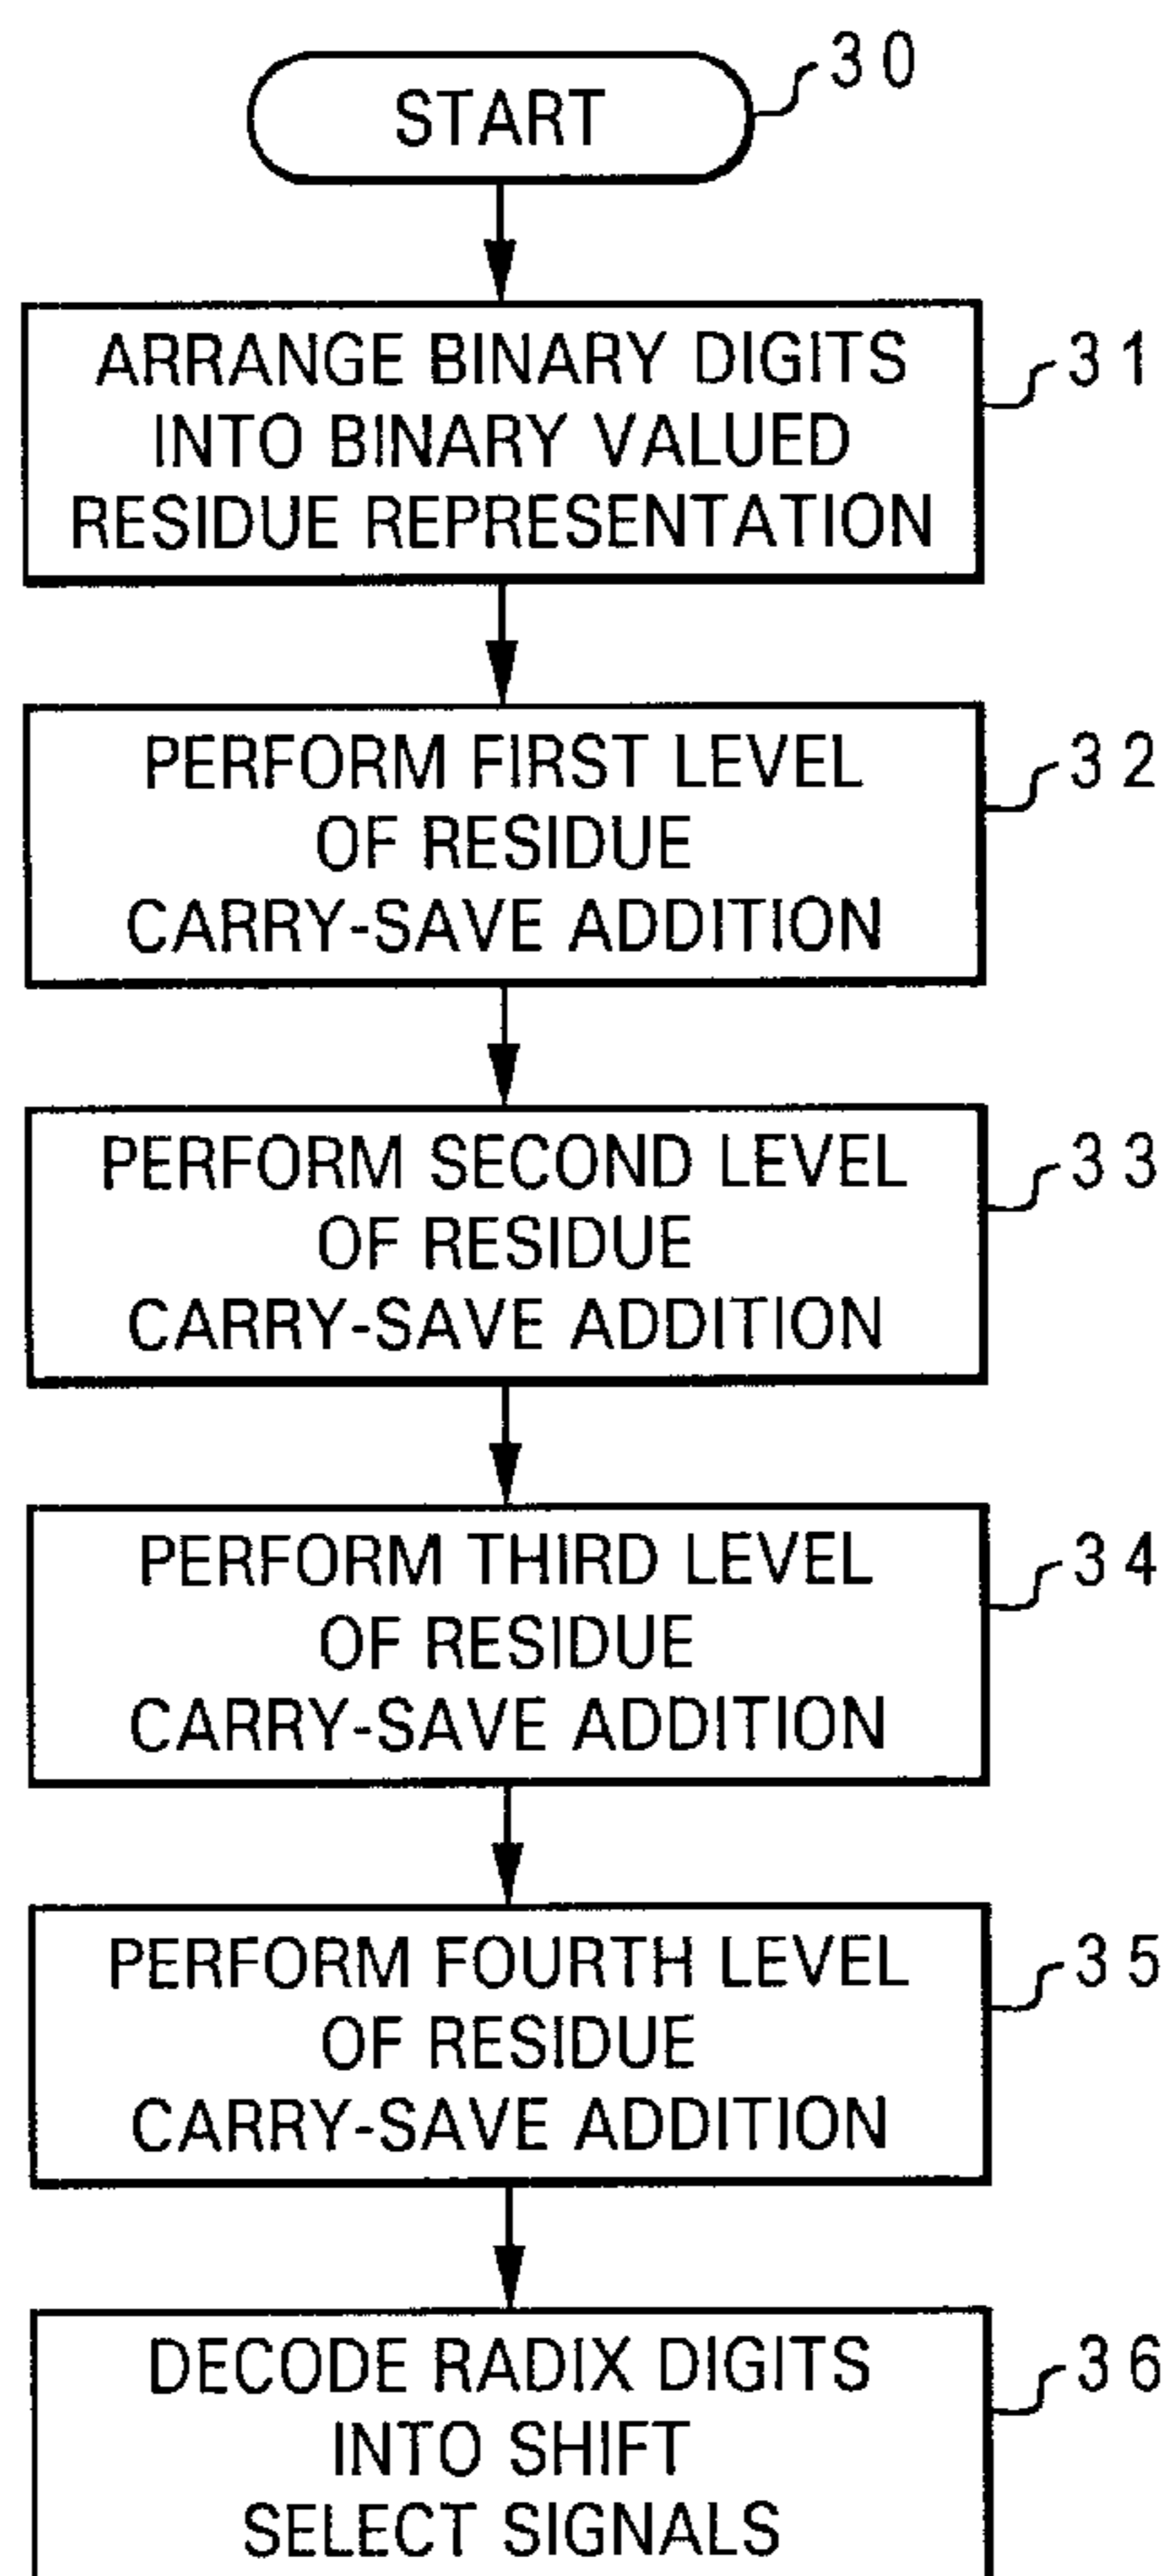 START
30
ARRANGE BINARY DIGITS
INTO BINARY VALUED
RESIDUE REPRESENTATION
31
PERFORM FIRST LEVEL
OF RESIDUE
CARRY-SAVE ADDITION
32
PERFORM SECOND LEVEL
OF RESIDUE
CARRY-SAVE ADDITION
33
PERFORM THIRD LEVEL
OF RESIDUE
CARRY-SAVE ADDITION
34
PERFORM FOURTH LEVEL
OF RESIDUE
CARRY-SAVE ADDITION
35
DECODE RADIX DIGITS
INTO SHIFT
SELECT SIGNALS
36